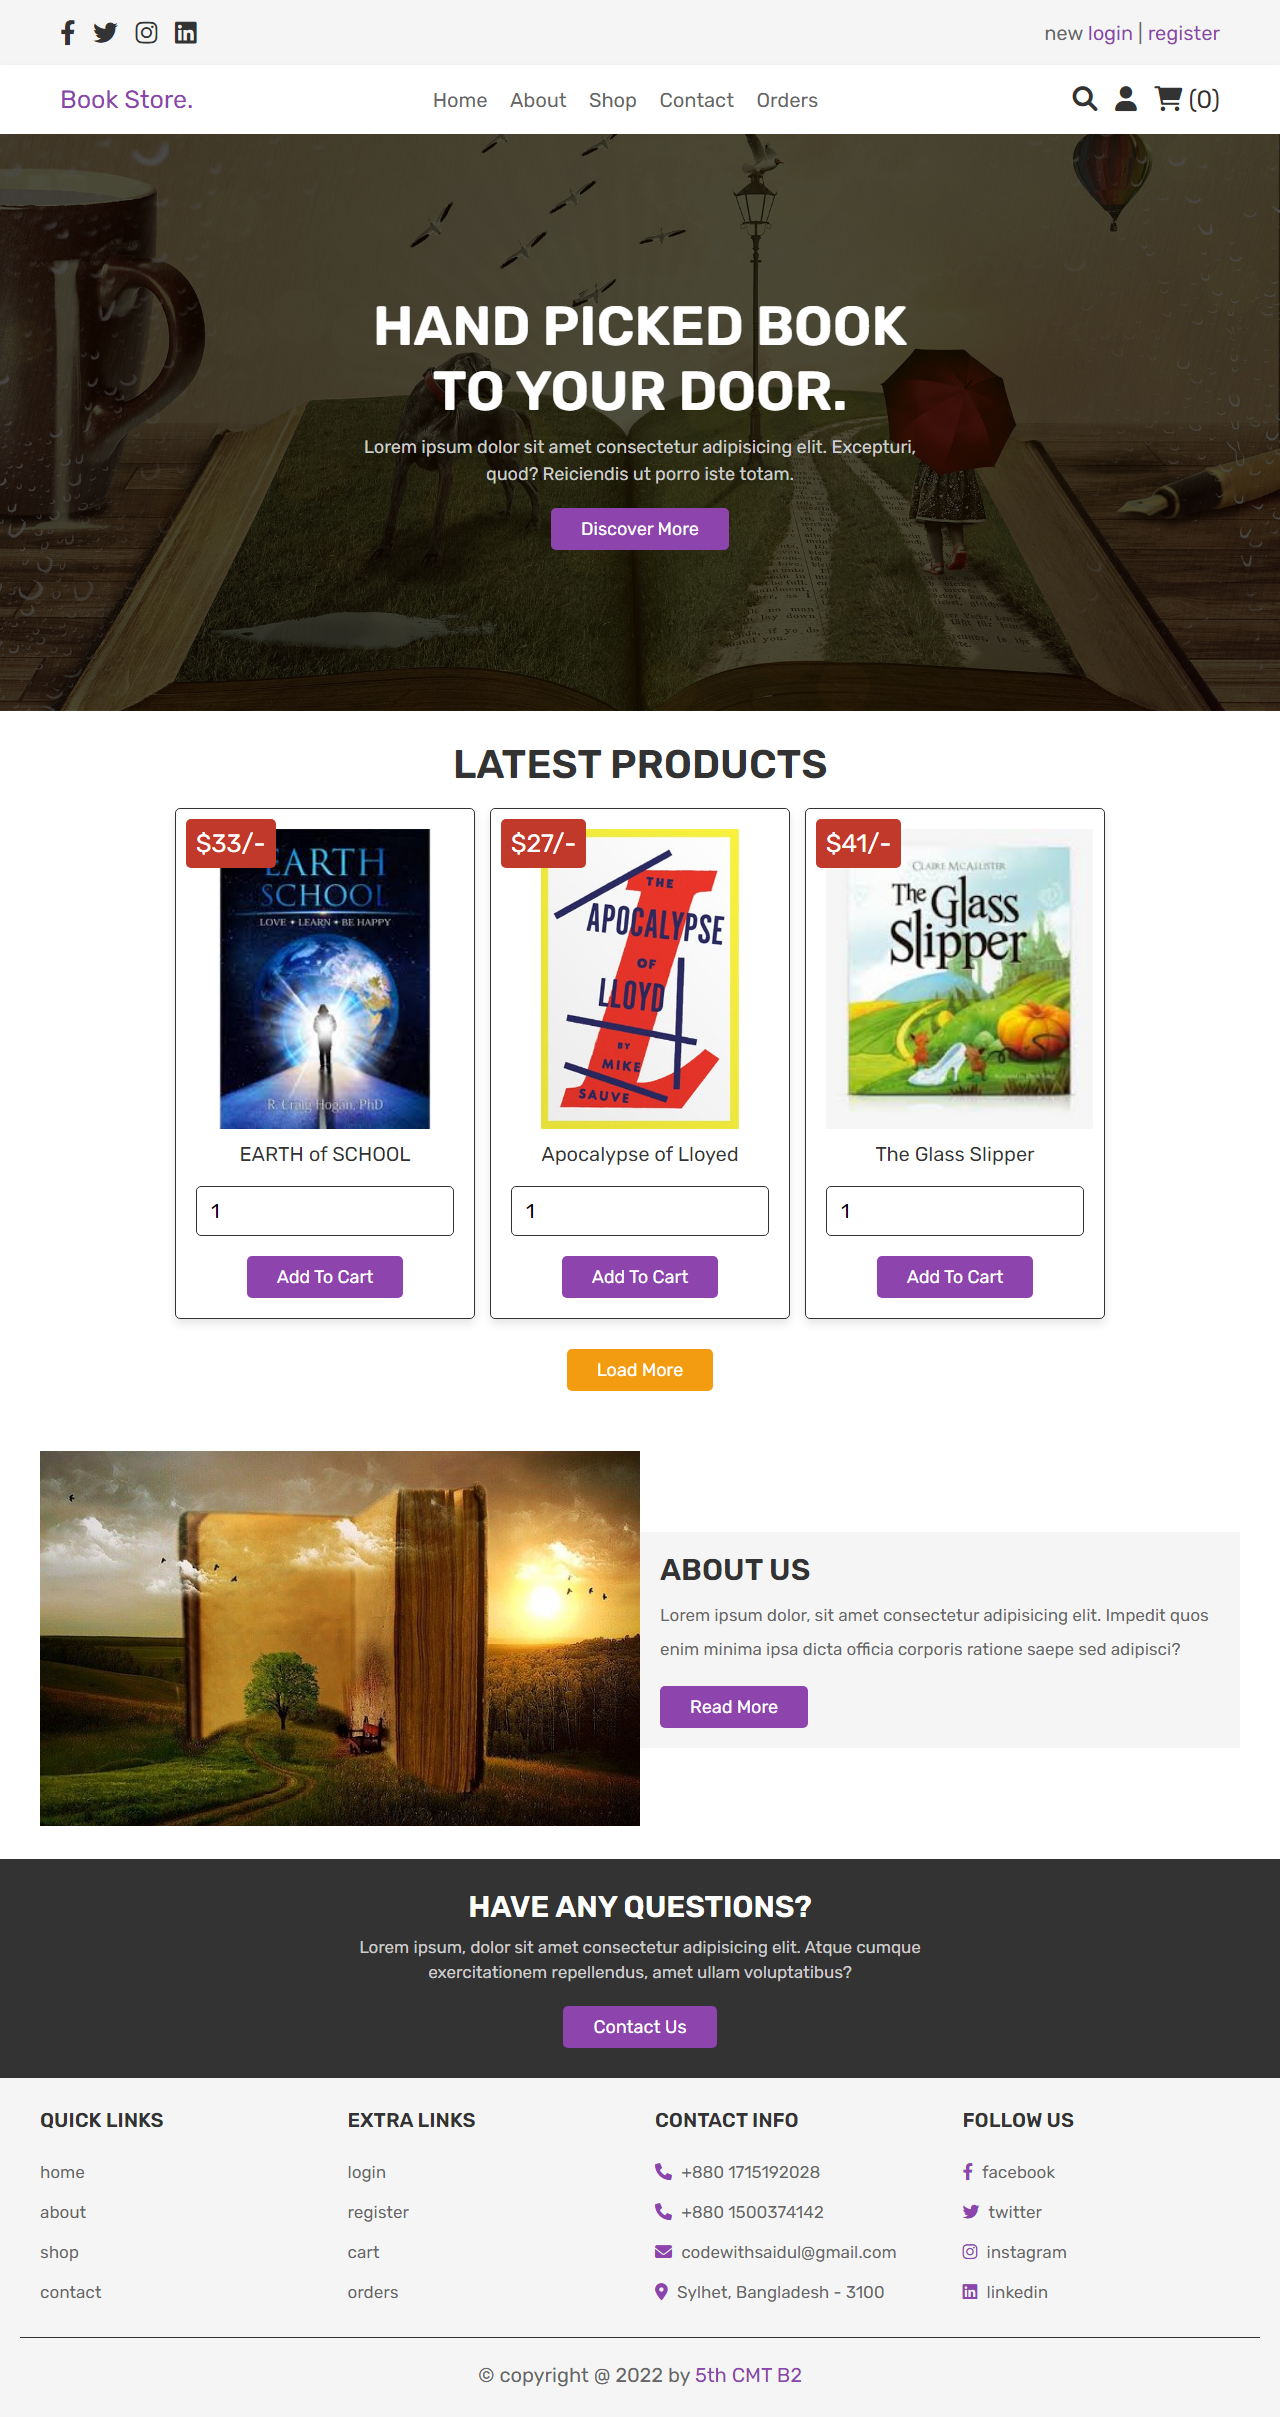 new login | register
Book Store.
Home About Shop Contact Orders
(0)
HAND PICKED BOOK
TO YOUR DOOR.
Lorem ipsum dolor sit amet consectetur adipisicing elit. Excepturi,
quod? Reiciendis ut porro iste totam.
Discover More
LATEST PRODUCTS
$33/-
EARTH
SCHOOL
LOVE • LEARN • BE HAPPY
R. Craig Hogan, PhD
EARTH of SCHOOL
1
Add To Cart
$27/-
THE
APOCALYPSE
OF
LLOYD
BY
MIKE
SAUVE
Apocalypse of Lloyed
1
Add To Cart
$41/-
CLAIRE MCALLISTER
The Glass
Slipper
The Glass Slipper
1
Add To Cart
Load More
ABOUT US
Lorem ipsum dolor, sit amet consectetur adipisicing elit. Impedit quos
enim minima ipsa dicta officia corporis ratione saepe sed adipisci?
Read More
HAVE ANY QUESTIONS?
Lorem ipsum, dolor sit amet consectetur adipisicing elit. Atque cumque
exercitationem repellendus, amet ullam voluptatibus?
Contact Us
QUICK LINKS
home
about
shop
contact
EXTRA LINKS
login
register
cart
orders
CONTACT INFO
+880 1715192028
+880 1500374142
codewithsaidul@gmail.com
Sylhet, Bangladesh - 3100
FOLLOW US
facebook
twitter
instagram
linkedin
© copyright @ 2022 by 5th CMT B2